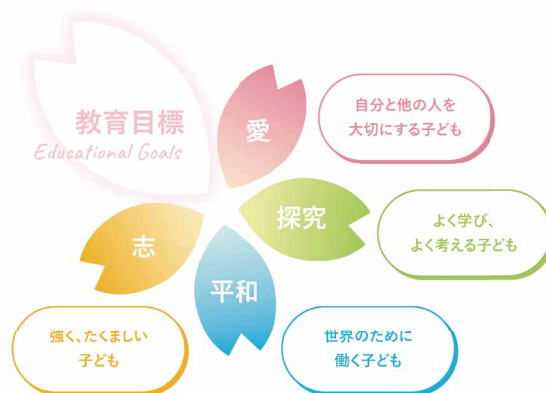 教育目標
Educational Goals
愛
自分と他の人を
大切にする子ども
探究
よく学び、
よく考える子ども
平和
世界のために
働く子ども
志
強く、たくましい
子ども